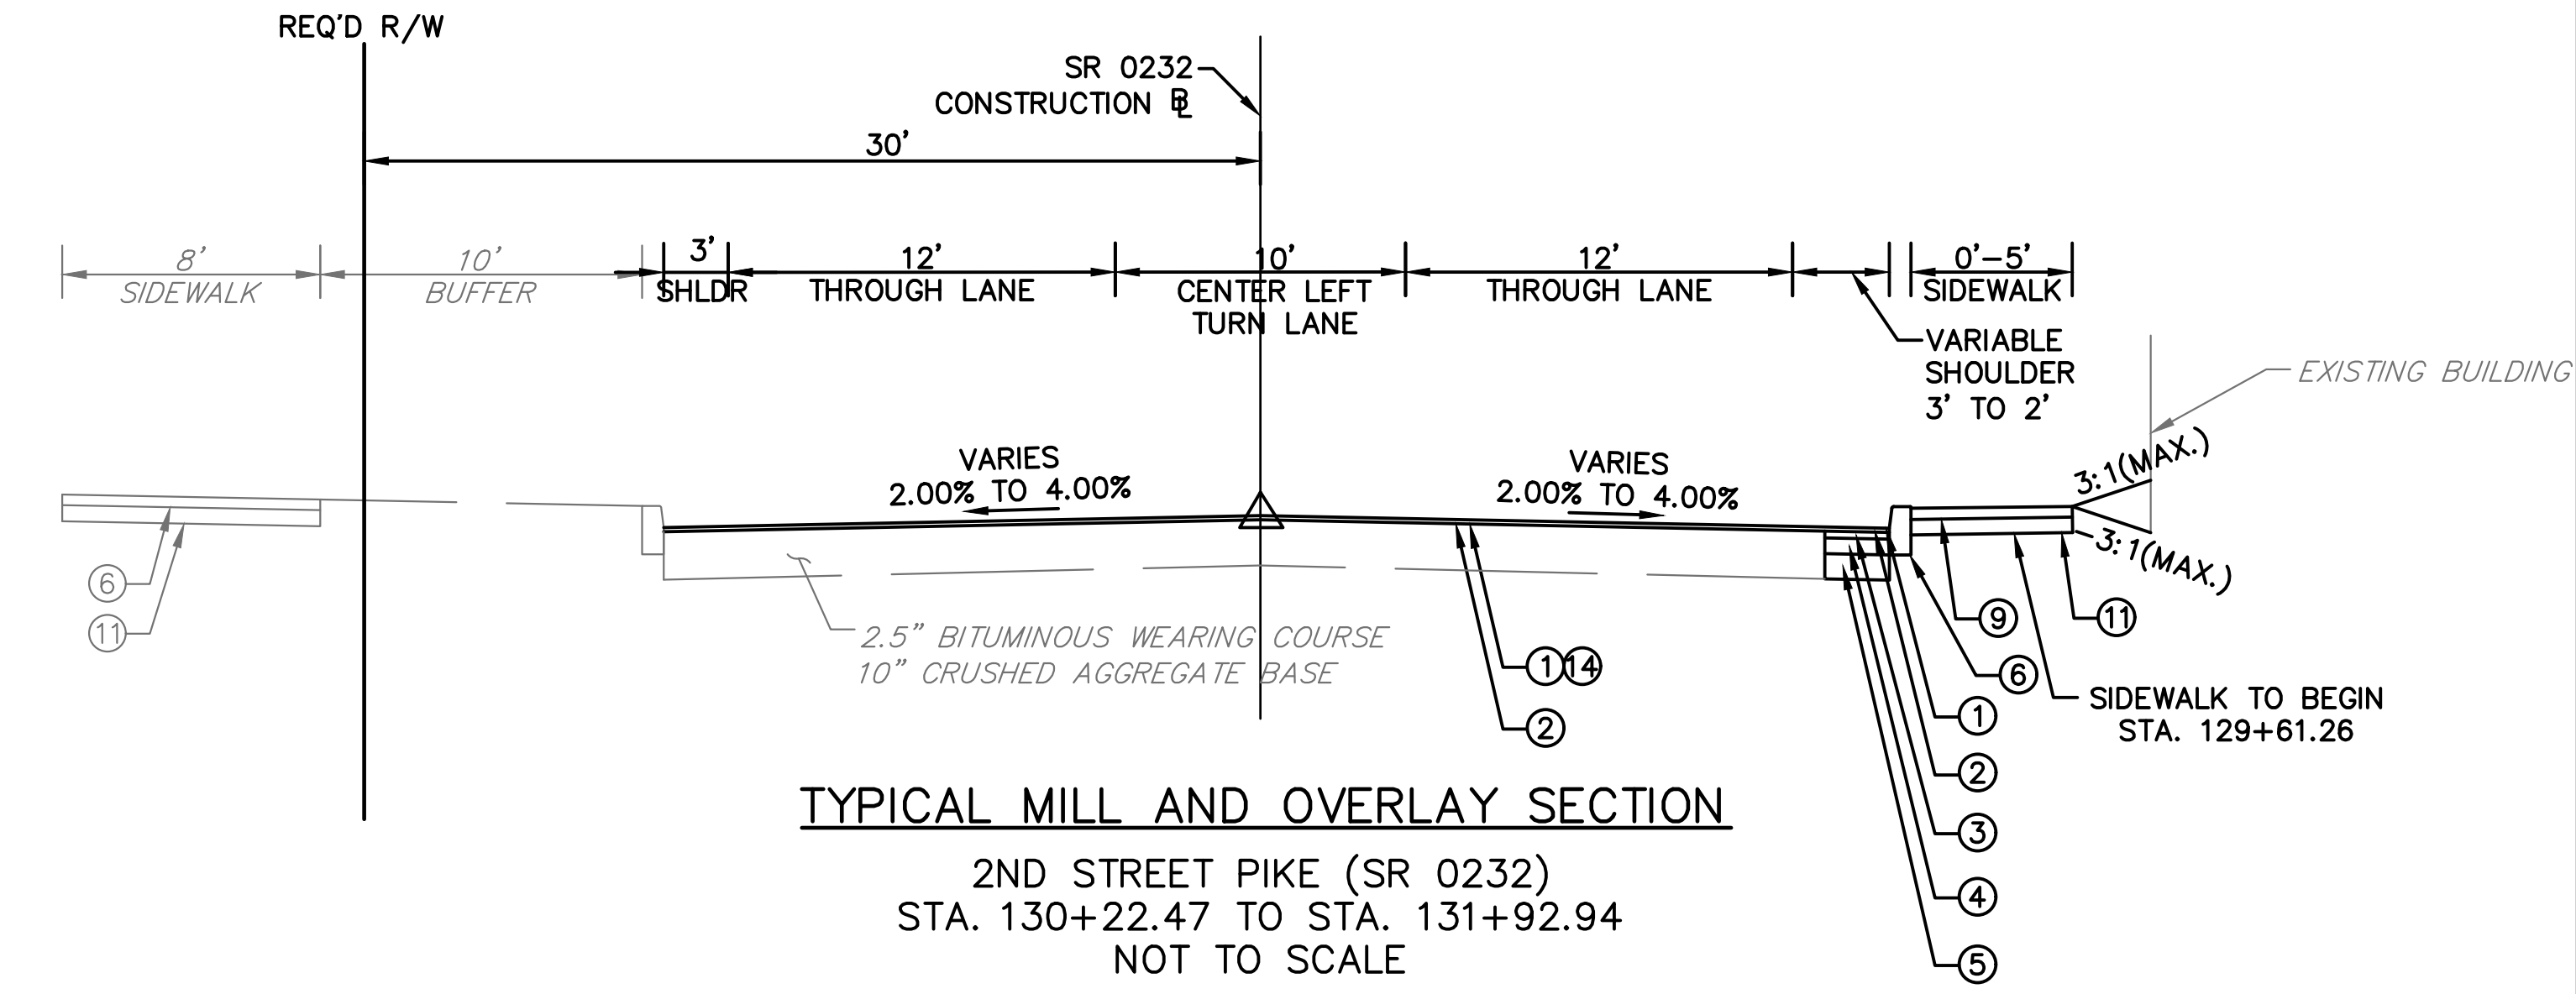 REQ'D R/W
SR 0232
CONSTRUCTION BL
30'
8'
SIDEWALK
10'
BUFFER
3'
SHLDR
12'
THROUGH LANE
10'
CENTER LEFT
TURN LANE
12'
THROUGH LANE
0'-5'
SIDEWALK
VARIABLE
SHOULDER
3' TO 2'
EXISTING BUILDING
VARIES
2.00% TO 4.00%
VARIES
2.00% TO 4.00%
3:1(MAX.)
3:1(MAX.)
6
11
2.5" BITUMINOUS WEARING COURSE
10" CRUSHED AGGREGATE BASE
1 14
2
9
11
6
1
2
3
4
5
SIDEWALK TO BEGIN
STA. 129+61.26
TYPICAL MILL AND OVERLAY SECTION
2ND STREET PIKE (SR 0232)
STA. 130+22.47 TO STA. 131+92.94
NOT TO SCALE